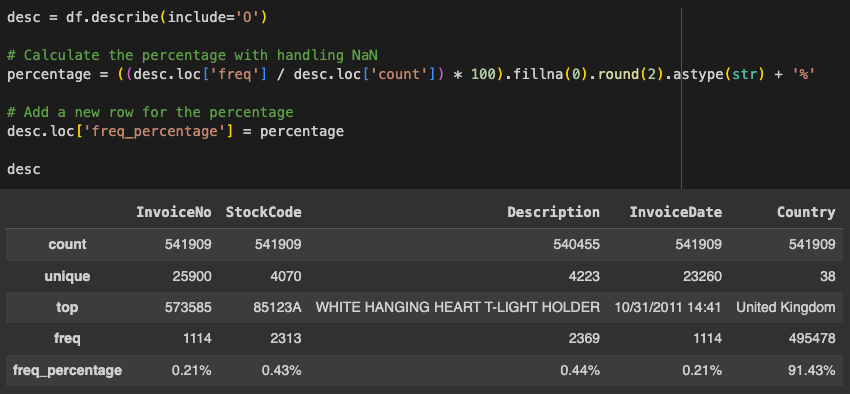 desc = df.describe(include='O')
# Calculate the percentage with handling NaN
percentage = ((desc.loc['freq'] / desc.loc['count']) * 100).fillna(0).round(2).astype(str) + '%'
# Add a new row for the percentage
desc.loc['freq_percentage'] = percentage
desc
InvoiceNo StockCode Description InvoiceDate Country
count 541909 541909 540455 541909 541909
unique 25900 4070 4223 23260 38
top 573585 85123A WHITE HANGING HEART T-LIGHT HOLDER 10/31/2011 14:41 United Kingdom
freq 1114 2313 2369 1114 495478
freq_percentage 0.21% 0.43% 0.44% 0.21% 91.43%